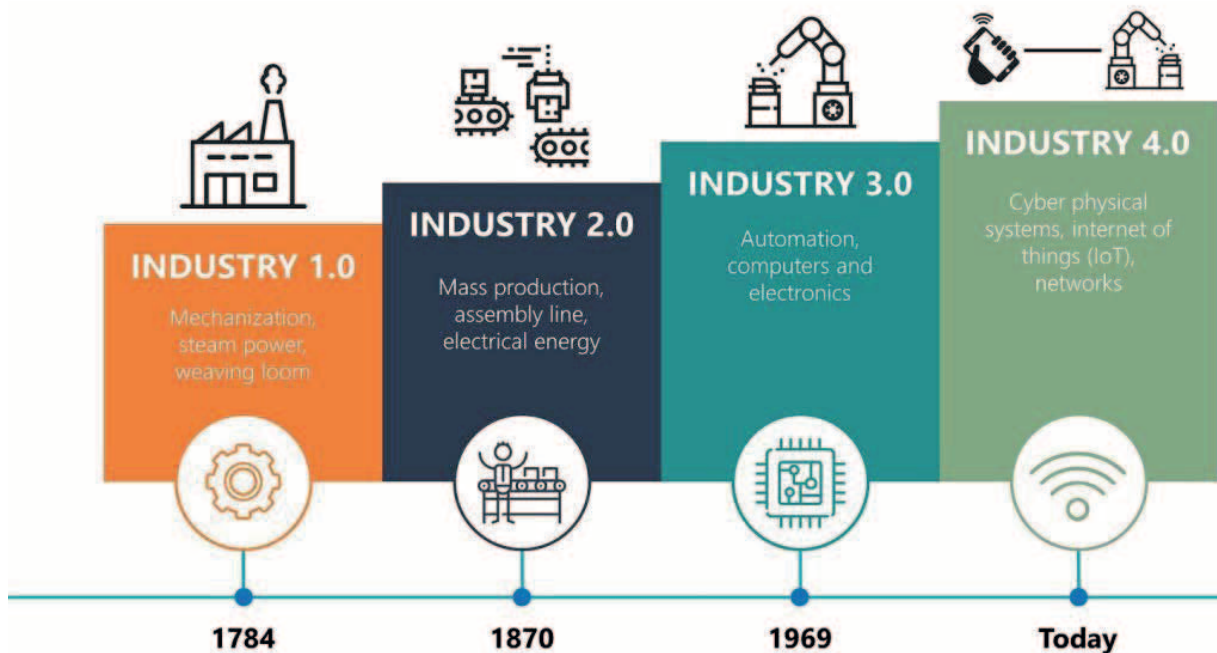 INDUSTRY 1.0
Mechanization,
steam power,
weaving loom
INDUSTRY 2.0
Mass production,
assembly line,
electrical energy
INDUSTRY 3.0
Automation,
computers and
electronics
INDUSTRY 4.0
Cyber physical
systems, internet of
things (IoT),
networks
1784
1870
1969
Today